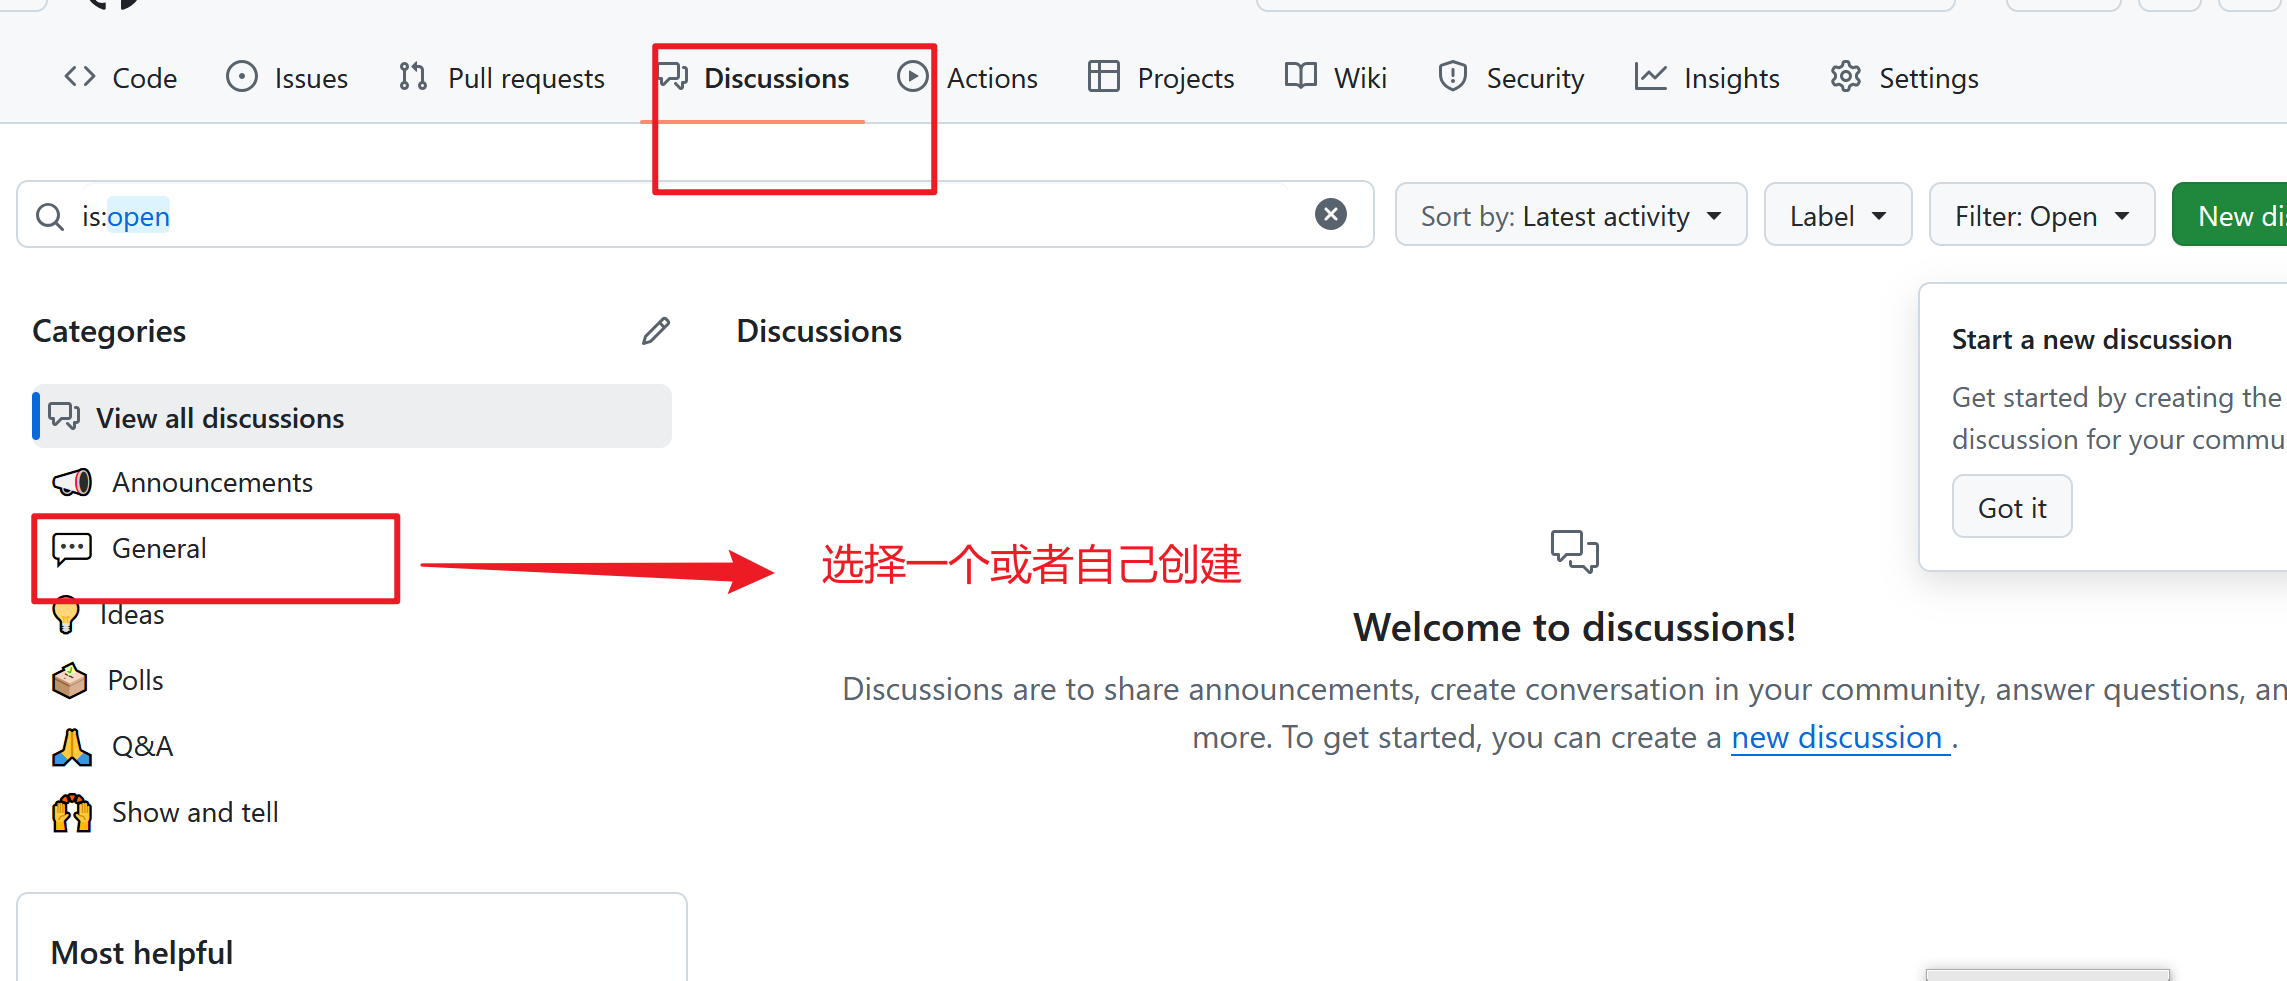 Code Issues Pull requests Discussions Actions Projects Wiki Security Insights Settings
is:open Sort by: Latest activity Label Filter: Open New dis
Categories Discussions
View all discussions
Announcements
General
Ideas
Polls
Q&A
Show and tell
Most helpful
选择一个或者自己创建
Welcome to discussions!
Discussions are to share announcements, create conversation in your community, answer questions, an
more. To get started, you can create a new discussion .
Start a new discussion
Get started by creating the
discussion for your commu
Got it